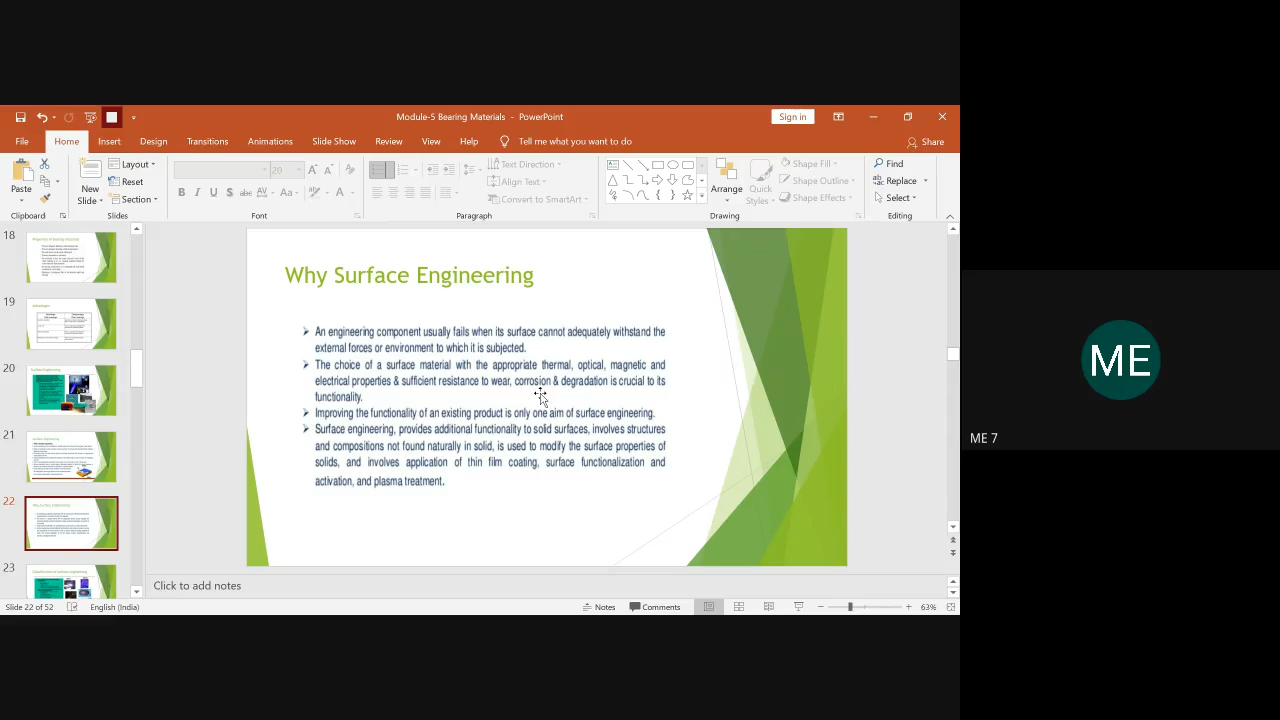 Module-5 Bearing Materials - PowerPoint
Sign in
File Home Insert Design Transitions Animations Slide Show Review View Help Tell me what you want to do Share
Paste
Clipboard
New Slide
Layout
Reset
Section
Slides
20
Font
Text Direction
Align Text
Convert to SmartArt
Paragraph
Arrange
Quick Styles
Shape Fill
Shape Outline
Shape Effects
Drawing
Find
Replace
Select
Editing
18
19
20
Surface Engineering
21
22
Why Surface Engineering
23
Why Surface Engineering
An engineering component usually fails when its surface cannot adequately withstand the
external forces or environment to which it is subjected.
The choice of a surface material with the appropriate thermal, optical, magnetic and
electrical properties & sufficient resistance to wear, corrosion & degradation is crucial to its
functionality.
Improving the functionality of an existing product is only one aim of surface engineering.
Surface engineering, provides additional functionality to solid surfaces, involves structures
and compositions not found naturally in solid, is used to modify the surface properties of
solids, and involves application of thin film coating, surface functionalization and
activation, and plasma treatment.
Click to add notes
Slide 22 of 52 English (India) Notes Comments 63%
ME
ME 7